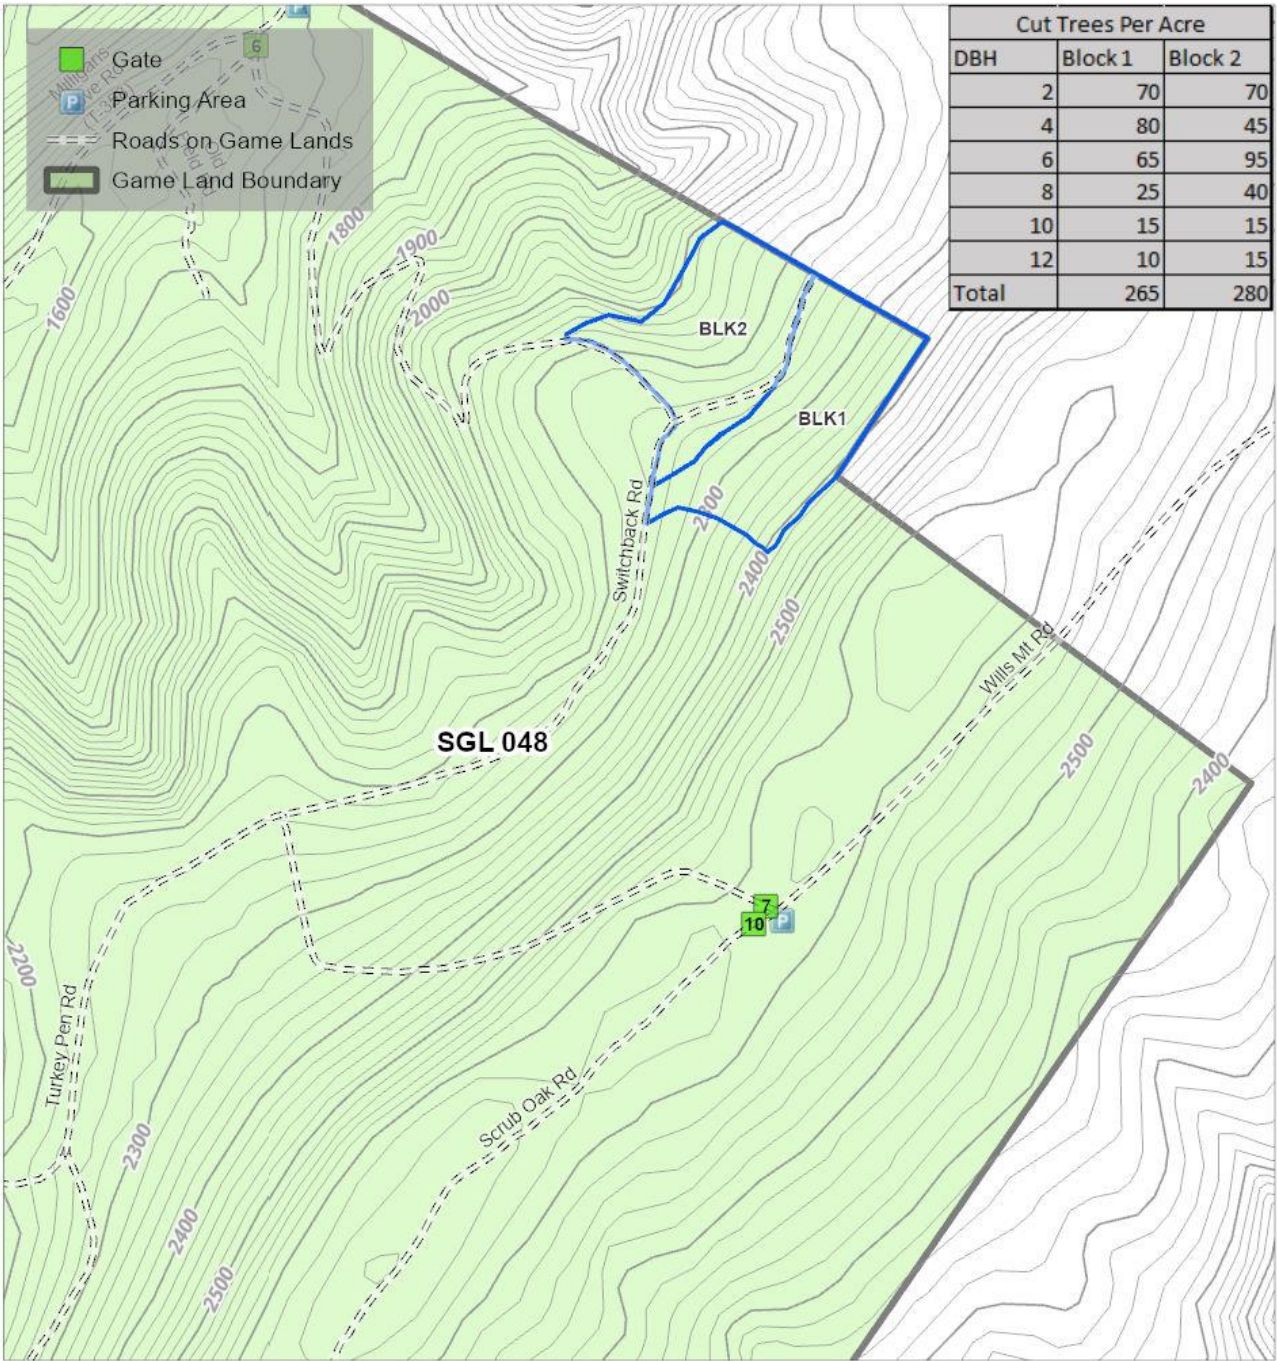 Gate
Parking Area
Roads on Game Lands
Game Land Boundary
P
P
6
Cut Trees Per Acre
DBH Block 1 Block 2
2 70 70
4 80 45
6 65 95
8 25 40
10 15 15
12 10 15
Total 265 280
1600
1800
1900
2000
BLK2
BLK1
Switchback Rd
2300
2400
2500
Wills Mt Rd
SGL 048
2500
2400
7
10
P
2200
Turkey Pen Rd
Scrub Oak Rd
2300
2400
2500